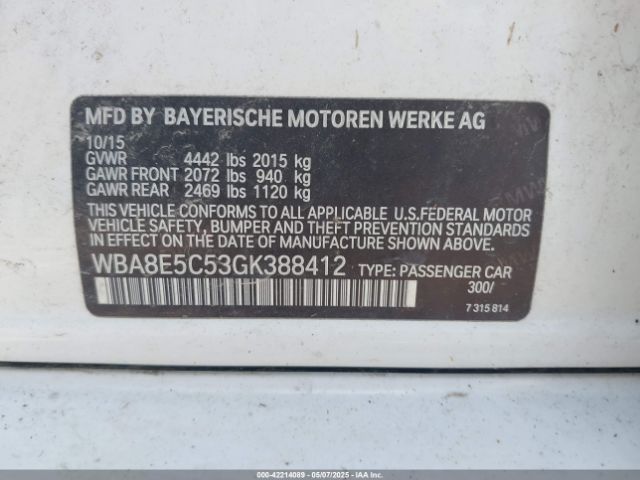 MFD BY BAYERISCHE MOTOREN WERKE AG
10/15
GVWR 4442 lbs 2015 kg
GAWR FRONT 2072 lbs 940 kg
GAWR REAR 2469 lbs 1120 kg
THIS VEHICLE CONFORMS TO ALL APPLICABLE U.S.FEDERAL MOTOR
VEHICLE SAFETY, BUMPER AND THEFT PREVENTION STANDARDS
IN EFFECT ON THE DATE OF MANUFACTURE SHOWN ABOVE.
WBA8E5C53GK388412 TYPE: PASSENGER CAR
300/
7 315 814
000-42214089 - 05/07/2025 - IAAI.COM